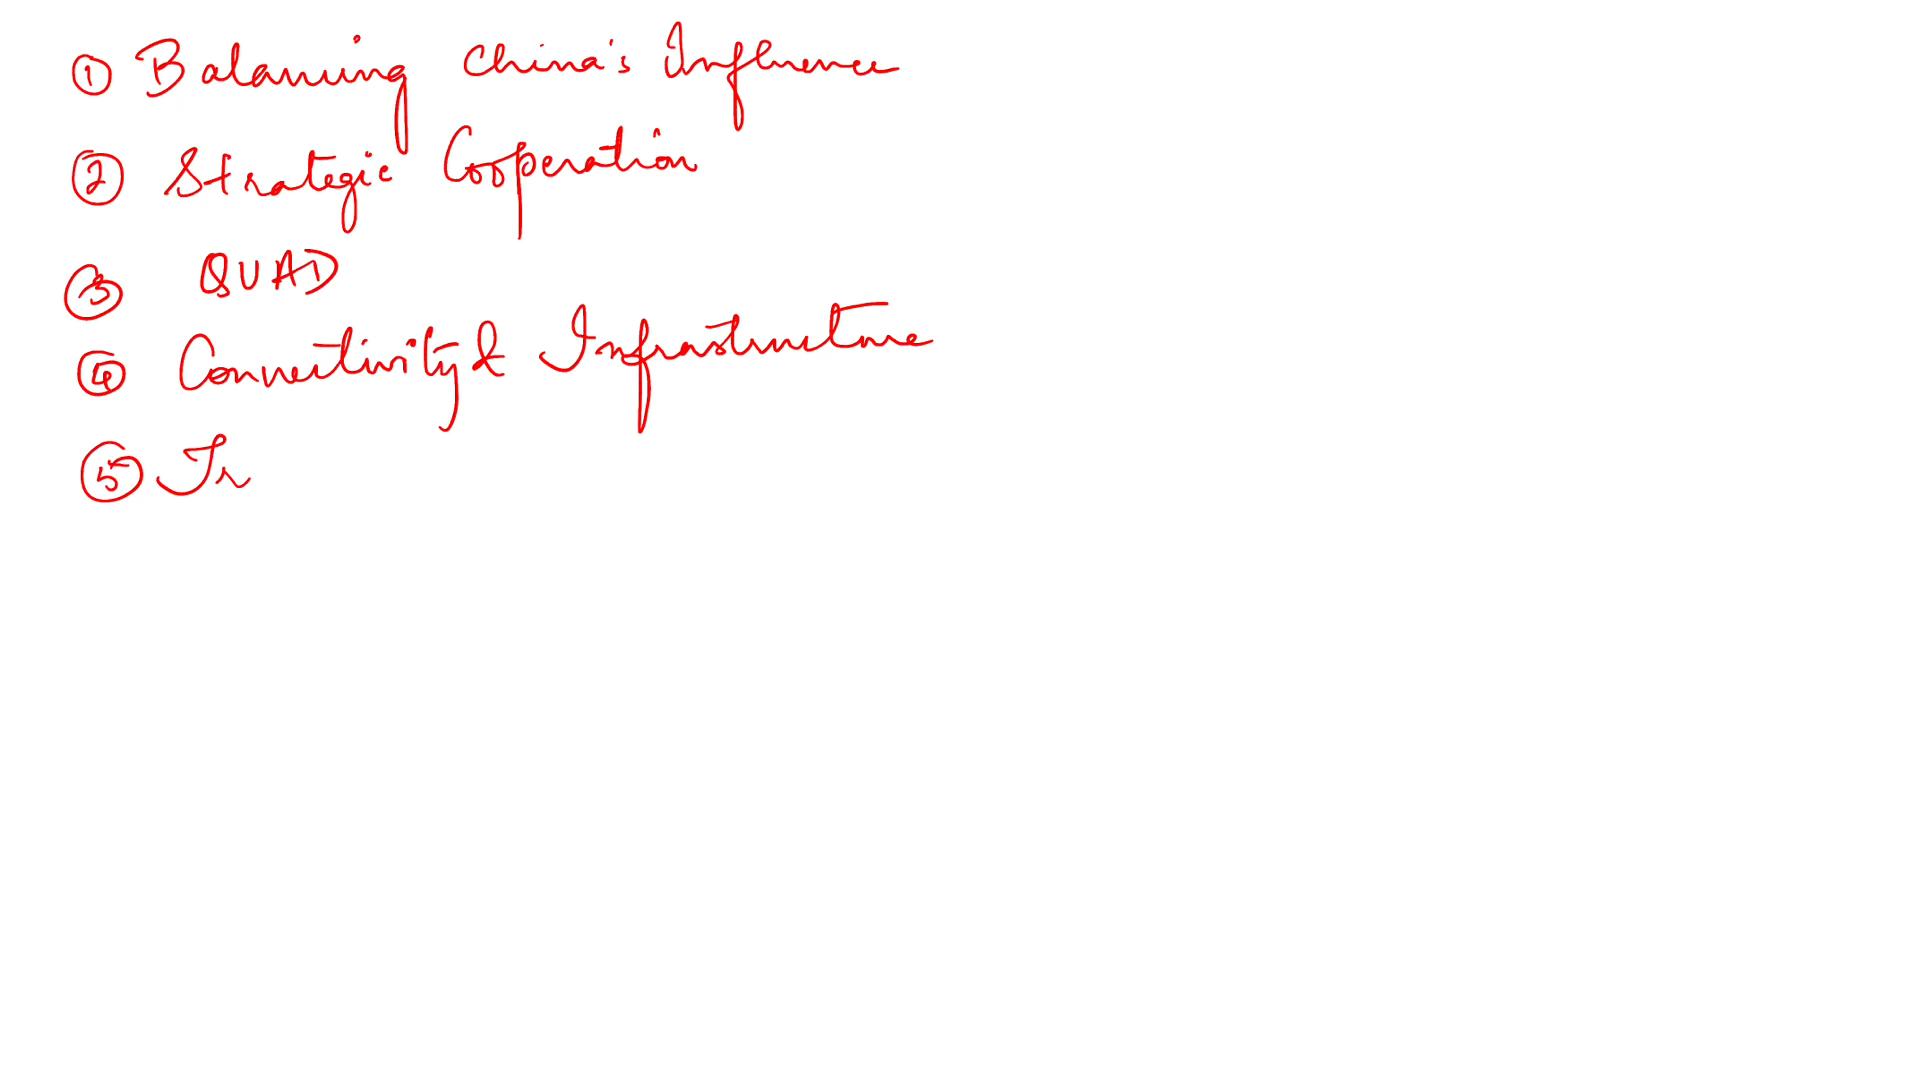 ① Balancing China's Influence
② Strategic Cooperation
③ QUAD
④ Connectivity & Infrastructure
⑤ Tr